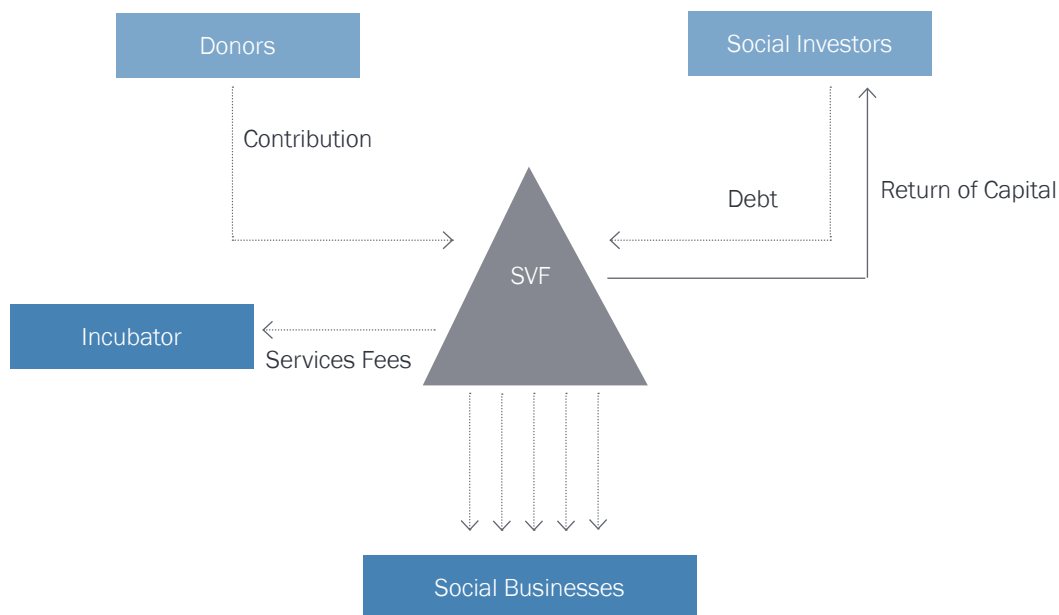 Donors
Social Investors
Contribution
Debt
Return of Capital
SVF
Incubator
Services Fees
Social Businesses